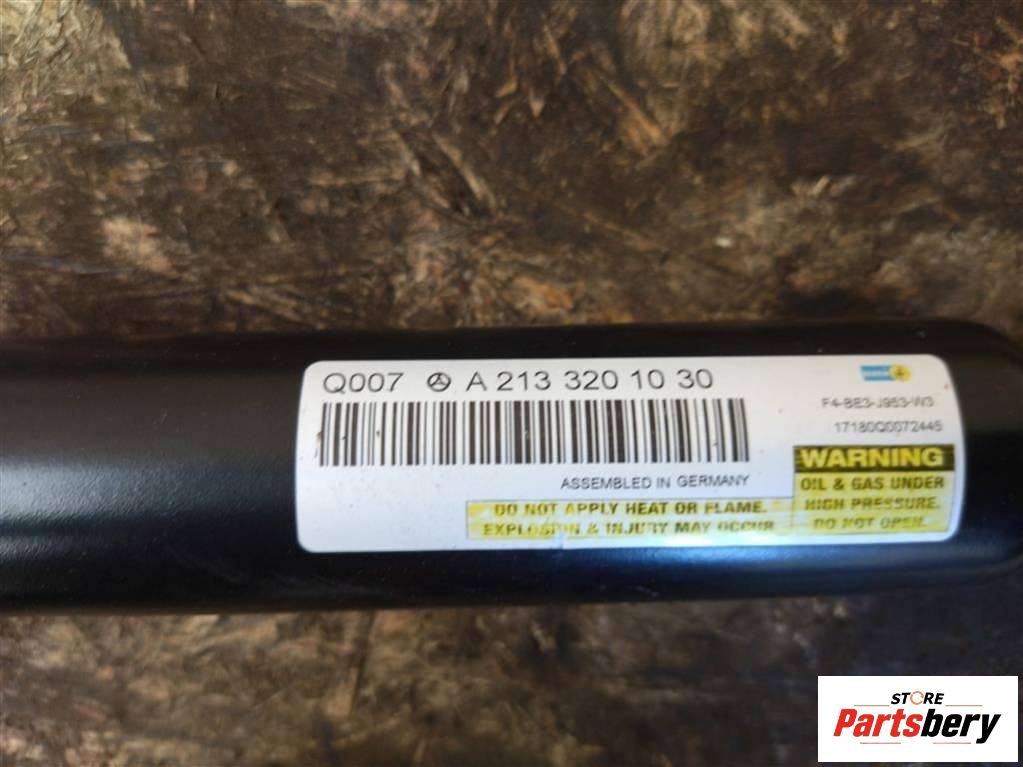 Q007 A 213 320 10 30
F4-BE3-J953-W3
17180Q0072445
ASSEMBLED IN GERMANY
WARNING
OIL & GAS UNDER
HIGH PRESSURE.
DO NOT OPEN.
DO NOT APPLY HEAT OR FLAME.
EXPLOSION & INJURY MAY OCCUR
STORE
Partsbery